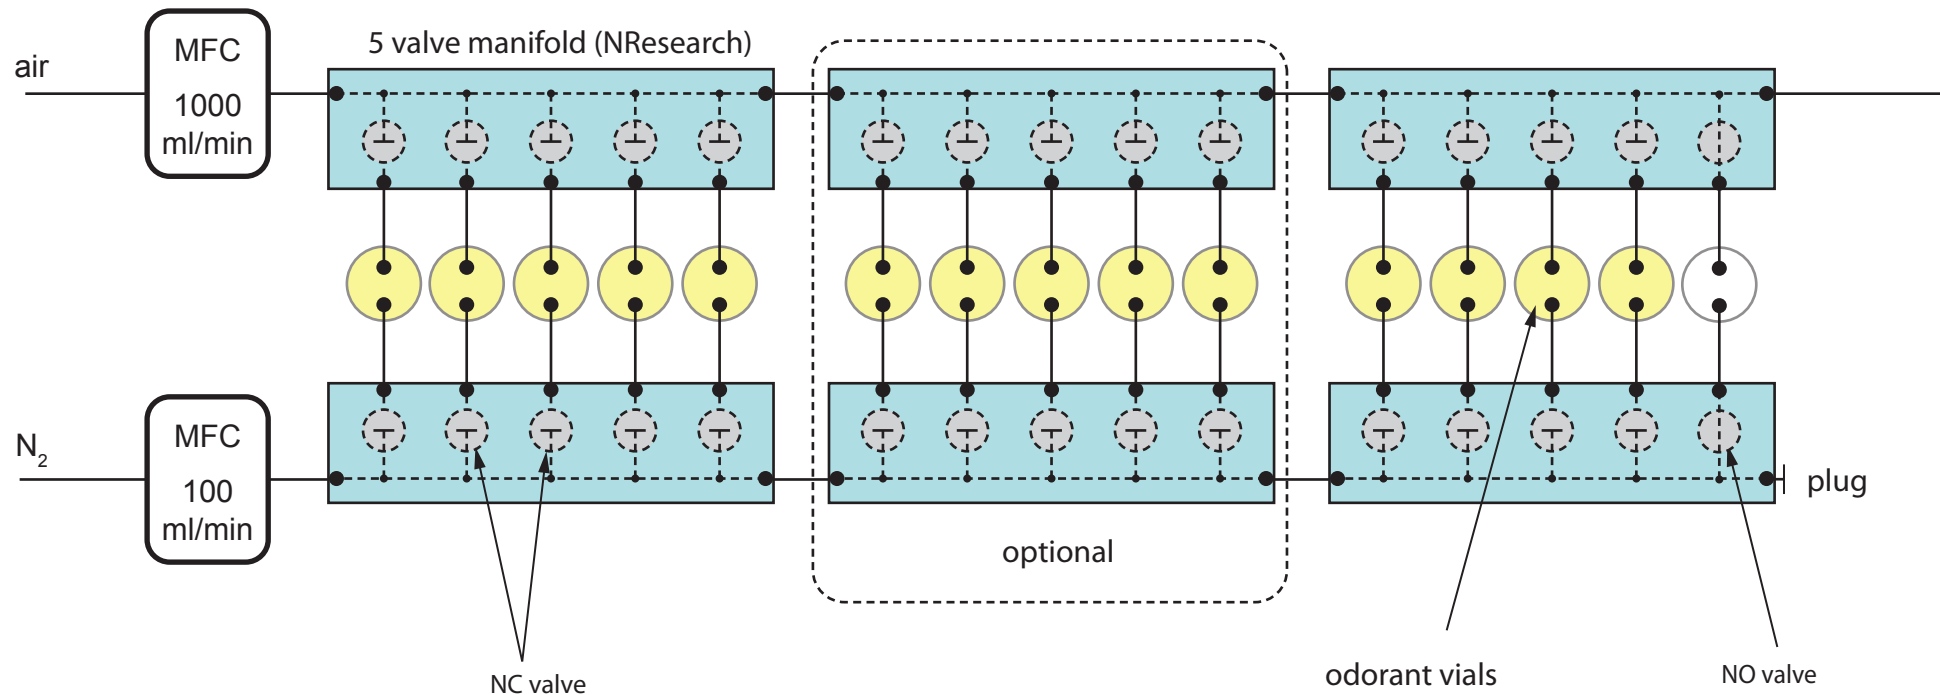 5 valve manifold (NResearch)
air
MFC
1000
ml/min
N2
MFC
100
ml/min
plug
optional
NC valve
odorant vials
NO valve